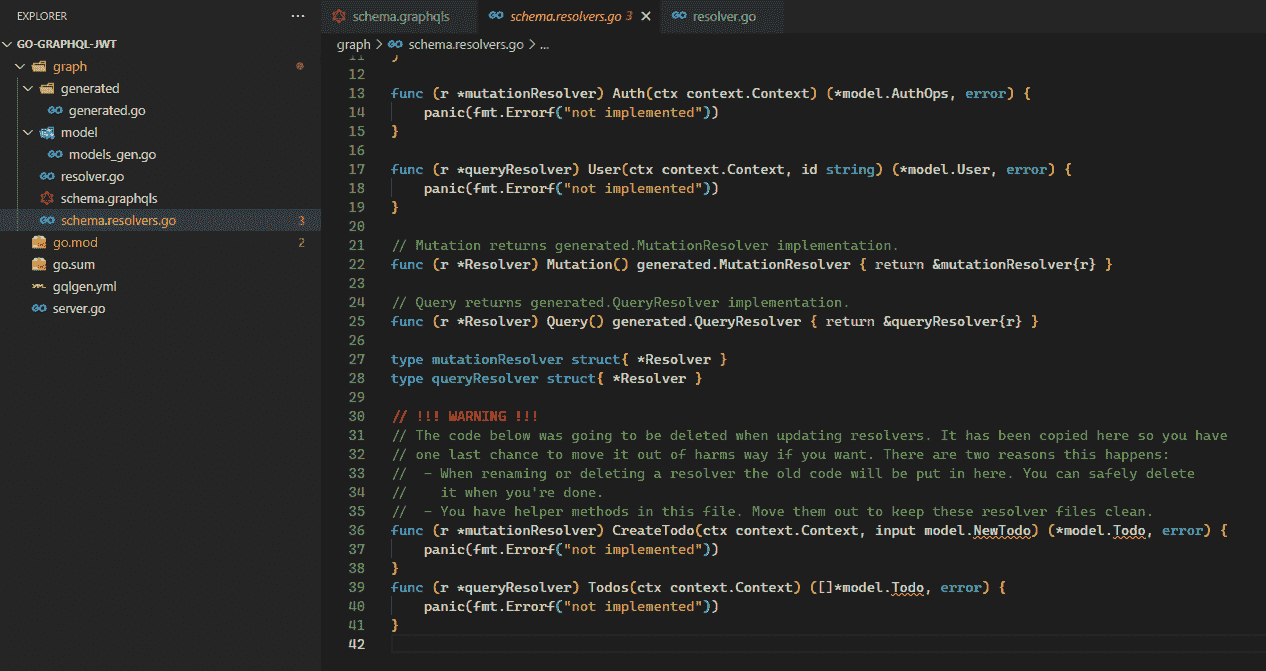 EXPLORER ...
GO-GRAPHQL-JWT
graph
generated
generated.go
model
models_gen.go
resolver.go
schema.graphqls
schema.resolvers.go 3
go.mod 2
go.sum
gqlgen.yml
server.go
schema.graphqls schema.resolvers.go 3 resolver.go
graph > schema.resolvers.go > ...
11 )
12
13 func (r *mutationResolver) Auth(ctx context.Context) (*model.AuthOps, error) {
14 panic(fmt.Errorf("not implemented"))
15 }
16
17 func (r *queryResolver) User(ctx context.Context, id string) (*model.User, error) {
18 panic(fmt.Errorf("not implemented"))
19 }
20
21 // Mutation returns generated.MutationResolver implementation.
22 func (r *Resolver) Mutation() generated.MutationResolver { return &mutationResolver{r} }
23
24 // Query returns generated.QueryResolver implementation.
25 func (r *Resolver) Query() generated.QueryResolver { return &queryResolver{r} }
26
27 type mutationResolver struct{ *Resolver }
28 type queryResolver struct{ *Resolver }
29
30 // !!! WARNING !!!
31 // The code below was going to be deleted when updating resolvers. It has been copied here so you have
32 // one last chance to move it out of harms way if you want. There are two reasons this happens:
33 //  - When renaming or deleting a resolver the old code will be put in here. You can safely delete
34 //    it when you're done.
35 //  - You have helper methods in this file. Move them out to keep these resolver files clean.
36 func (r *mutationResolver) CreateTodo(ctx context.Context, input model.NewTodo) (*model.Todo, error) {
37 panic(fmt.Errorf("not implemented"))
38 }
39 func (r *queryResolver) Todos(ctx context.Context) ([]*model.Todo, error) {
40 panic(fmt.Errorf("not implemented"))
41 }
42